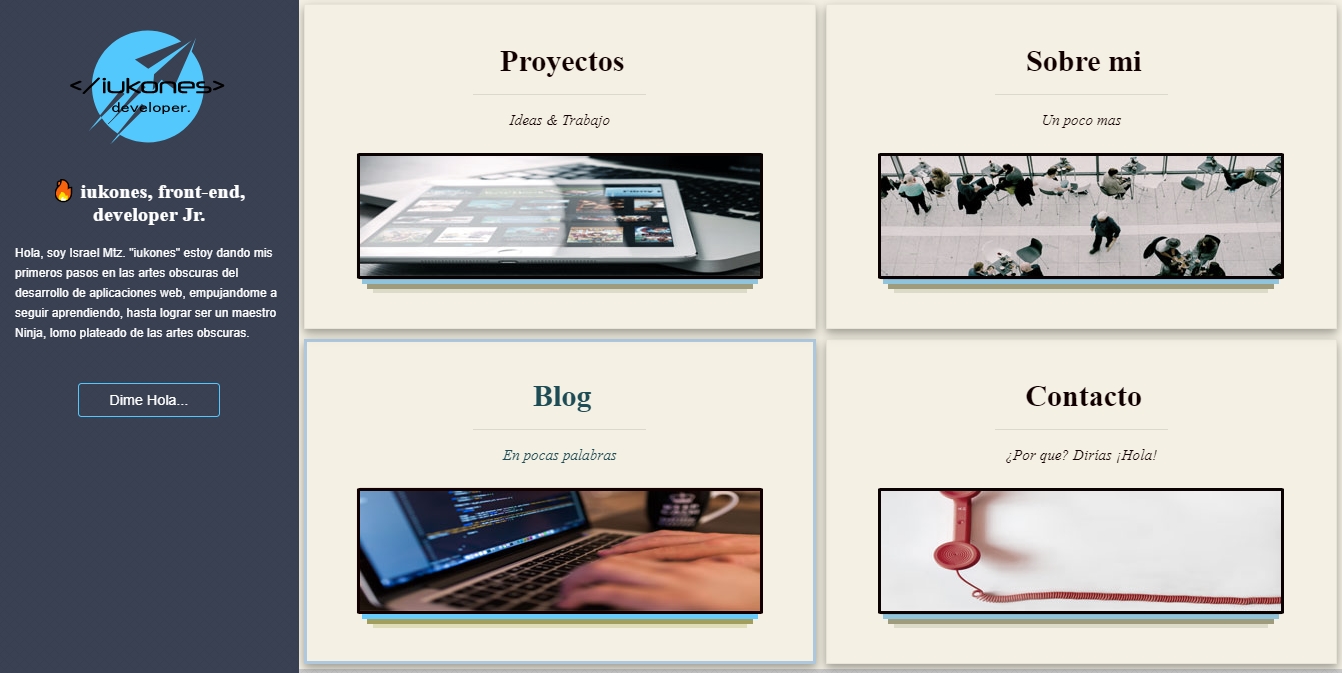 </iukones>
developer.
🔥 iukones, front-end,
developer Jr.
Hola, soy Israel Mtz. "iukones" estoy dando mis
primeros pasos en las artes obscuras del
desarrollo de aplicaciones web, empujandome a
seguir aprendiendo, hasta lograr ser un maestro
Ninja, lomo plateado de las artes obscuras.
Dime Hola...
Proyectos
Ideas & Trabajo
Sobre mi
Un poco mas
Blog
En pocas palabras
Contacto
¿Por que? Dirias ¡Hola!